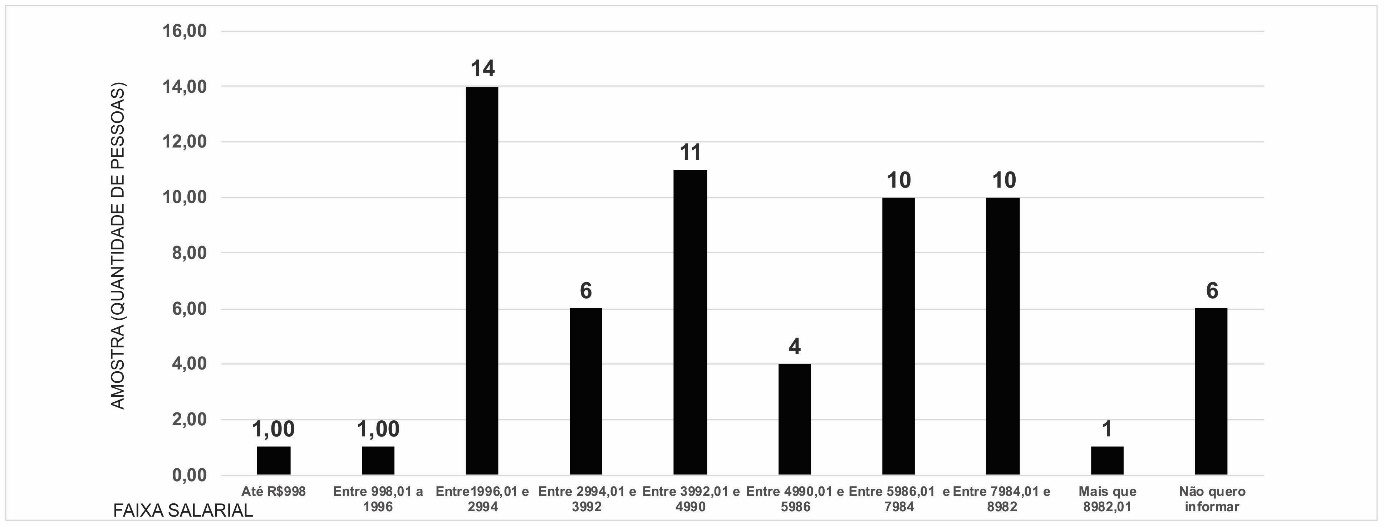 AMOSTRA (QUANTIDADE DE PESSOAS)
16,00
14,00
12,00
10,00
8,00
6,00
4,00
2,00
0,00
1,00
1,00
14
6
11
4
10
10
1
6
Até R$998
Entre 998,01 a
1996
Entre1996,01 e
2994
Entre 2994,01 e
3992
Entre 3992,01 e
4990
Entre 4990,01 e
5986
Entre 5986,01 e
7984
Entre 7984,01 e
8982
Mais que
8982,01
Não quero
informar
FAIXA SALARIAL